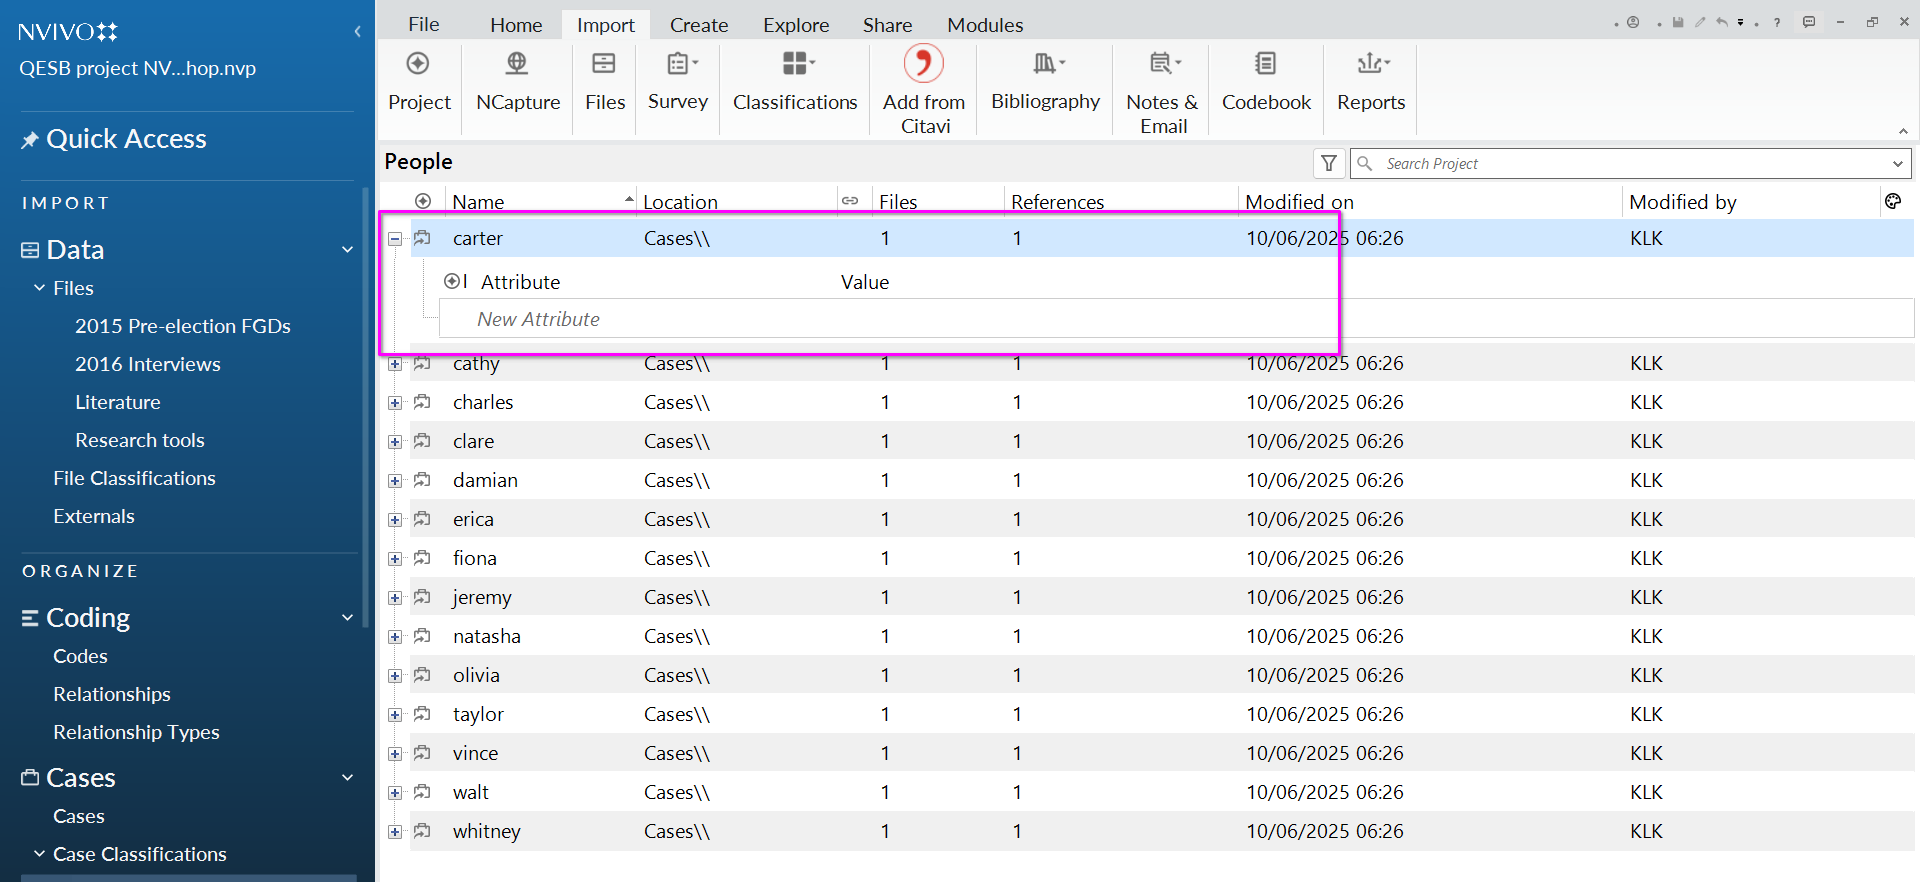 NVIVO
QESB project NV...hop.nvp
Quick Access
IMPORT
Data
Files
2015 Pre-election FGDs
2016 Interviews
Literature
Research tools
File Classifications
Externals
ORGANIZE
Coding
Codes
Relationships
Relationship Types
Cases
Cases
Case Classifications
File Home Import Create Explore Share Modules
?
Project NCapture Files Survey Classifications Add from Citavi Bibliography Notes & Email Codebook Reports
People
Search Project
Name Location Files References Modified on Modified by
carter Cases\\ 1 1 10/06/2025 06:26 KLK
Attribute Value
New Attribute
cathy Cases\\ 1 1 10/06/2025 06:26 KLK
charles Cases\\ 1 1 10/06/2025 06:26 KLK
clare Cases\\ 1 1 10/06/2025 06:26 KLK
damian Cases\\ 1 1 10/06/2025 06:26 KLK
erica Cases\\ 1 1 10/06/2025 06:26 KLK
fiona Cases\\ 1 1 10/06/2025 06:26 KLK
jeremy Cases\\ 1 1 10/06/2025 06:26 KLK
natasha Cases\\ 1 1 10/06/2025 06:26 KLK
olivia Cases\\ 1 1 10/06/2025 06:26 KLK
taylor Cases\\ 1 1 10/06/2025 06:26 KLK
vince Cases\\ 1 1 10/06/2025 06:26 KLK
walt Cases\\ 1 1 10/06/2025 06:26 KLK
whitney Cases\\ 1 1 10/06/2025 06:26 KLK